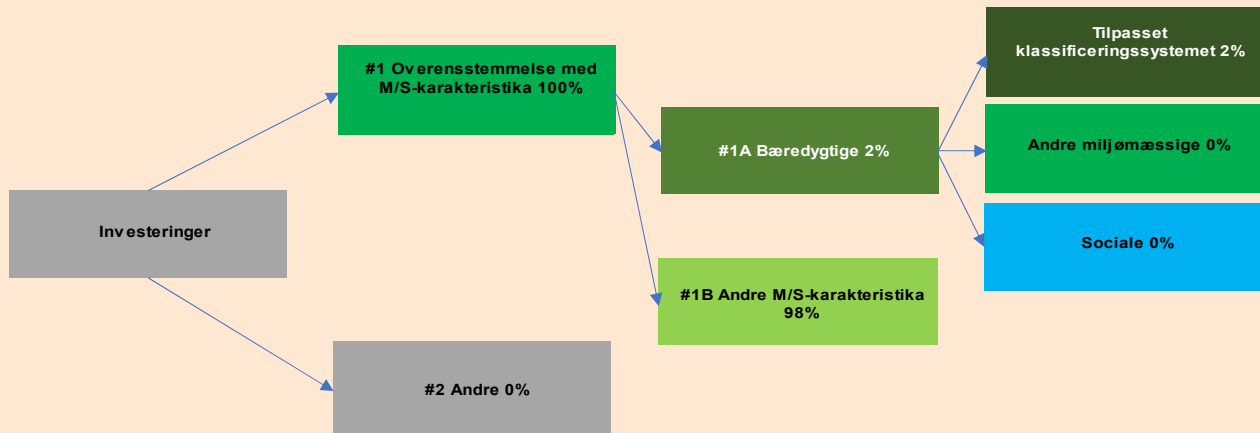 Investeringer
#1 Overensstemmelse med
M/S-karakteristika 100%
#2 Andre 0%
#1A Bæredygtige 2%
#1B Andre M/S-karakteristika
98%
Tilpasset
klassificeringssystemet 2%
Andre miljømæssige 0%
Sociale 0%